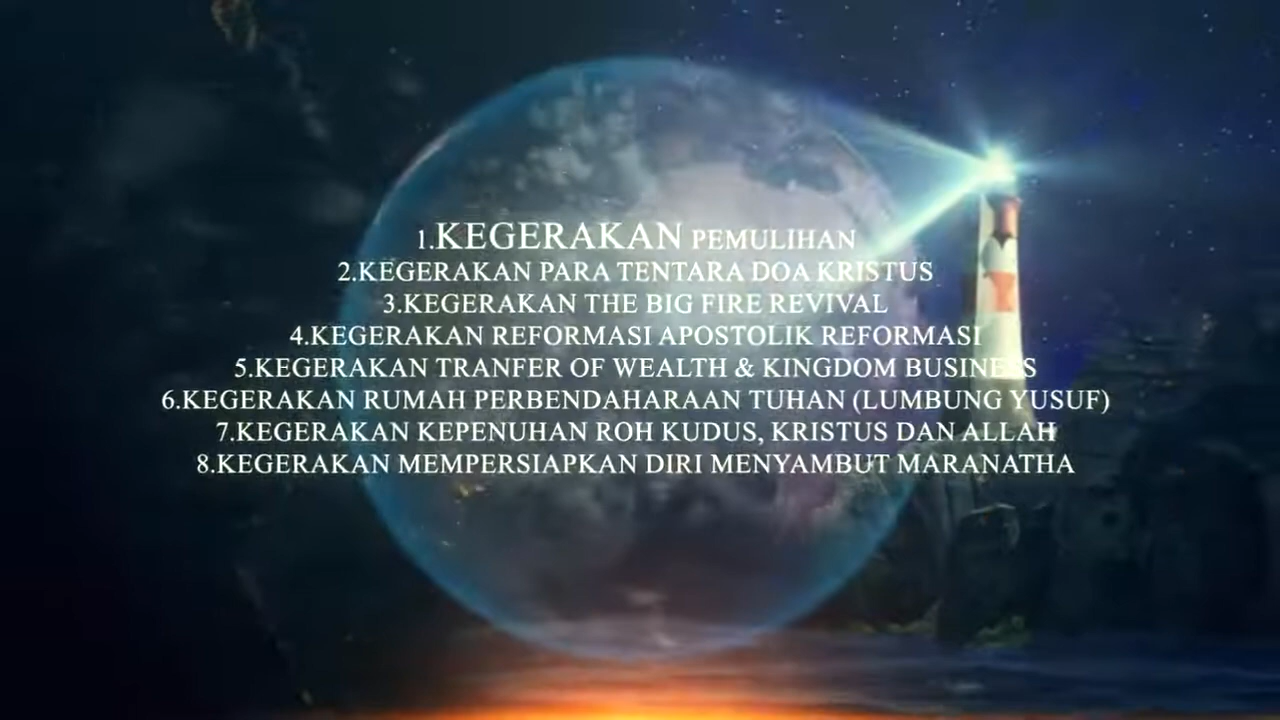 1.KEGERAKAN PEMULIHAN
2.KEGERAKAN PARA TENTARA DOA KRISTUS
3.KEGERAKAN THE BIG FIRE REVIVAL
4.KEGERAKAN REFORMASI APOSTOLIK REFORMASI
5.KEGERAKAN TRANFER OF WEALTH & KINGDOM BUSINESS
6.KEGERAKAN RUMAH PERBENDAHARAAN TUHAN (LUMBUNG YUSUF)
7.KEGERAKAN KEPENUHAN ROH KUDUS, KRISTUS DAN ALLAH
8.KEGERAKAN MEMPERSIAPKAN DIRI MENYAMBUT MARANATHA